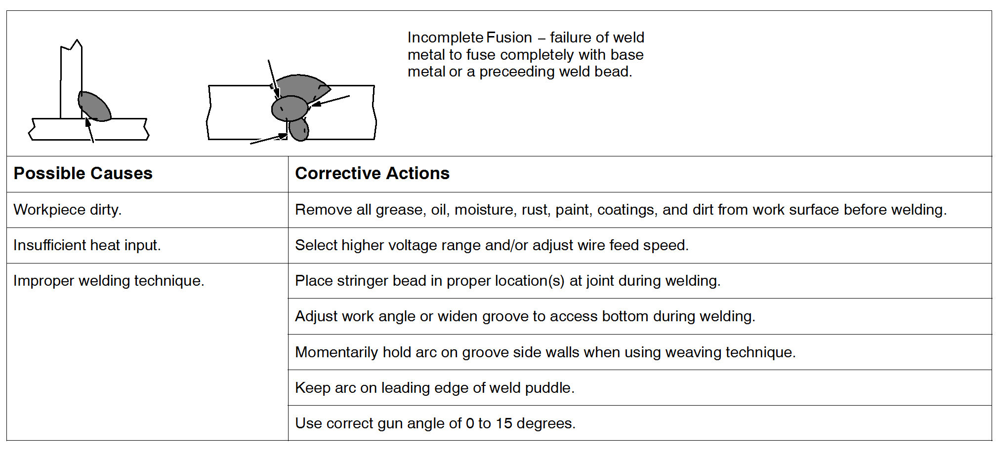 Incomplete Fusion – failure of weld
metal to fuse completely with base
metal or a preceeding weld bead.
Possible Causes
Corrective Actions
Workpiece dirty.
Remove all grease, oil, moisture, rust, paint, coatings, and dirt from work surface before welding.
Insufficient heat input.
Select higher voltage range and/or adjust wire feed speed.
Improper welding technique.
Place stringer bead in proper location(s) at joint during welding.
Adjust work angle or widen groove to access bottom during welding.
Momentarily hold arc on groove side walls when using weaving technique.
Keep arc on leading edge of weld puddle.
Use correct gun angle of 0 to 15 degrees.